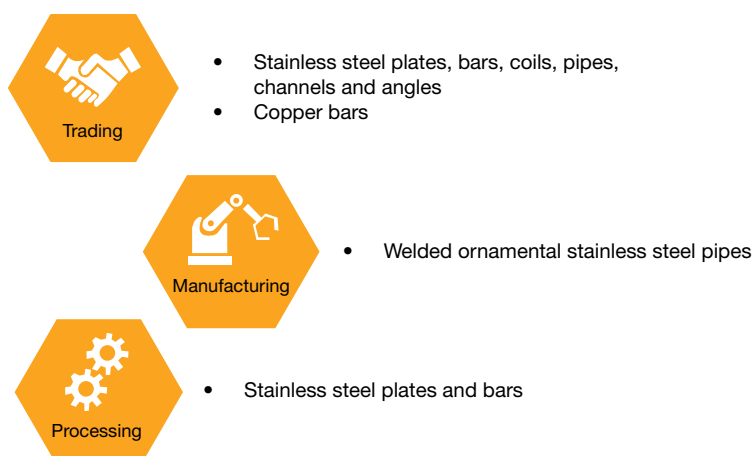 Trading
• Stainless steel plates, bars, coils, pipes,
channels and angles
• Copper bars
Manufacturing
• Welded ornamental stainless steel pipes
Processing
• Stainless steel plates and bars